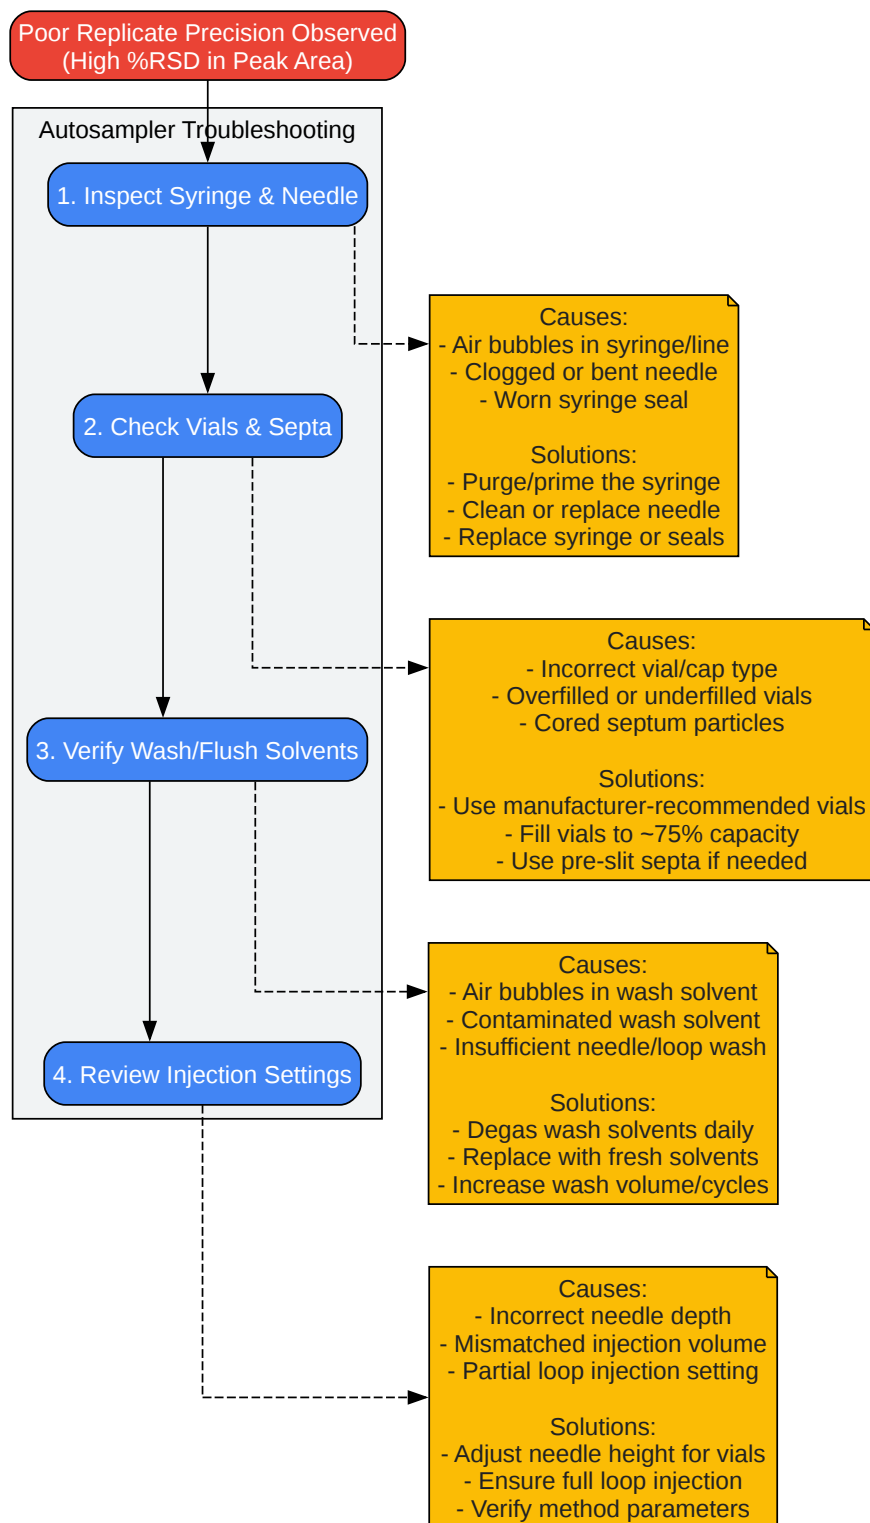 Poor Replicate Precision Observed
(High %RSD in Peak Area)
Autosampler Troubleshooting
1. Inspect Syringe & Needle
Causes:
- Air bubbles in syringe/line
- Clogged or bent needle
- Worn syringe seal
Solutions:
- Purge/prime the syringe
- Clean or replace needle
- Replace syringe or seals
2. Check Vials & Septa
Causes:
- Incorrect vial/cap type
- Overfilled or underfilled vials
- Cored septum particles
Solutions:
- Use manufacturer-recommended vials
- Fill vials to ~75% capacity
- Use pre-slit septa if needed
3. Verify Wash/Flush Solvents
Causes:
- Air bubbles in wash solvent
- Contaminated wash solvent
- Insufficient needle/loop wash
Solutions:
- Degas wash solvents daily
- Replace with fresh solvents
- Increase wash volume/cycles
4. Review Injection Settings
Causes:
- Incorrect needle depth
- Mismatched injection volume
- Partial loop injection setting
Solutions:
- Adjust needle height for vials
- Ensure full loop injection
- Verify method parameters